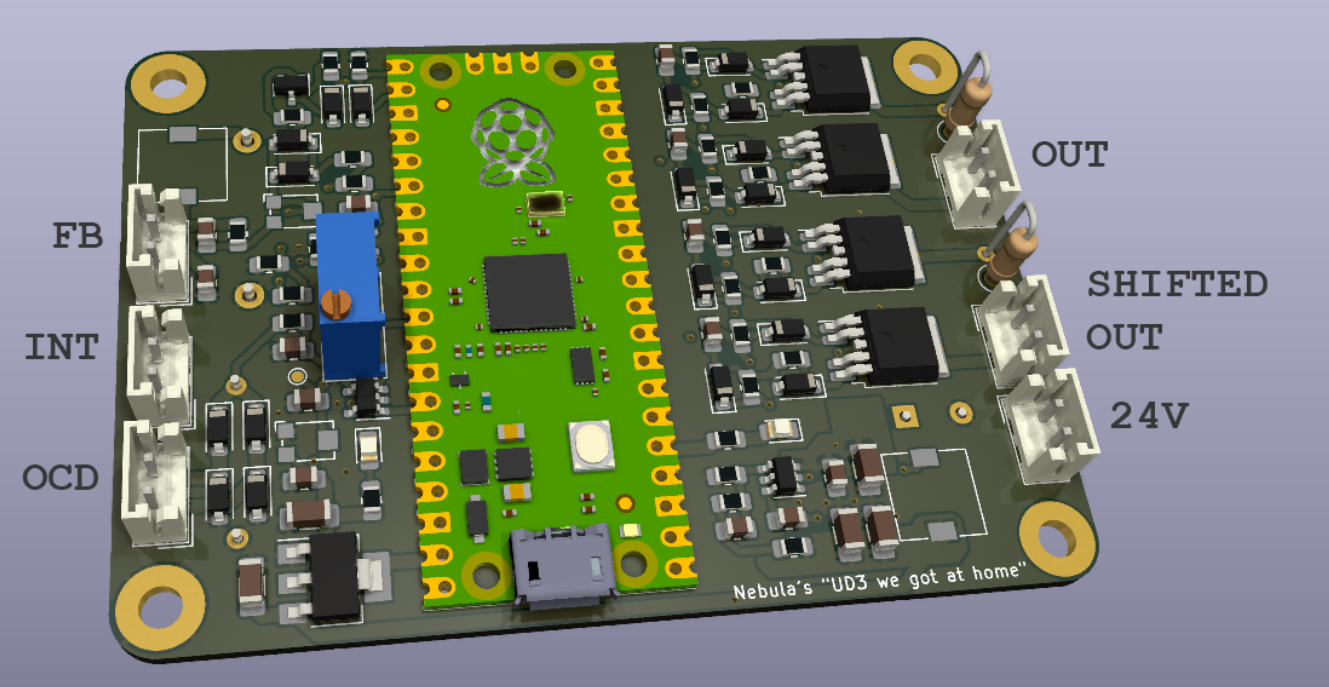 FB
INT
OCD
OUT
SHIFTED
OUT
24V
Nebula's "UD3 we got at home"